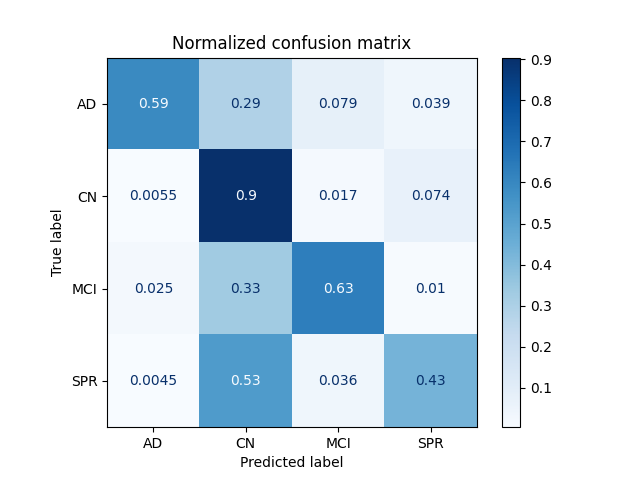 Normalized confusion matrix
True label
AD 0.59 0.29 0.079 0.039
CN 0.0055 0.9 0.017 0.074
MCI 0.025 0.33 0.63 0.01
SPR 0.0045 0.53 0.036 0.43
AD CN MCI SPR
Predicted label
0.9
0.8
0.7
0.6
0.5
0.4
0.3
0.2
0.1